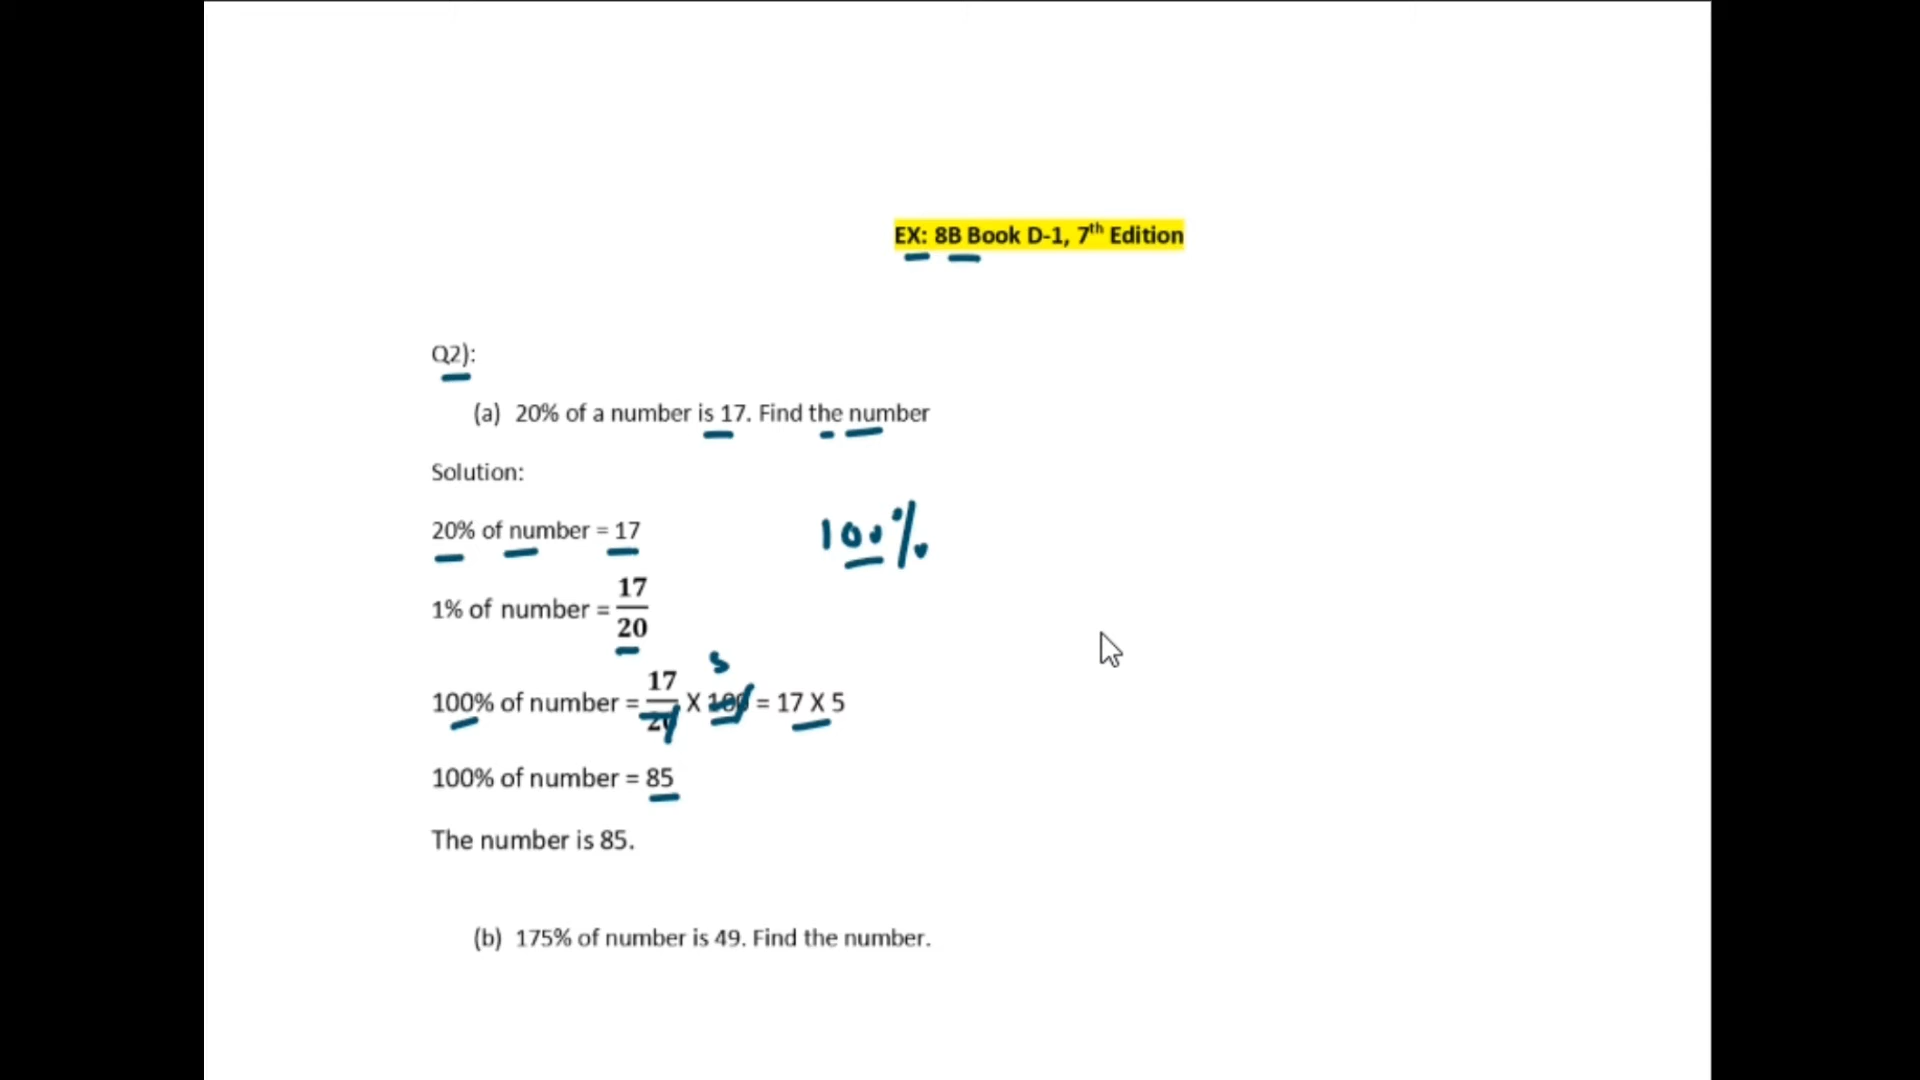 EX: 8B Book D-1, 7th Edition
Q2):
(a) 20% of a number is 17. Find the number
Solution:
20% of number = 17
100%
1% of number = 17/20
5
100% of number = 17/20 X 100 = 17 X 5
100% of number = 85
The number is 85.
(b) 175% of number is 49. Find the number.